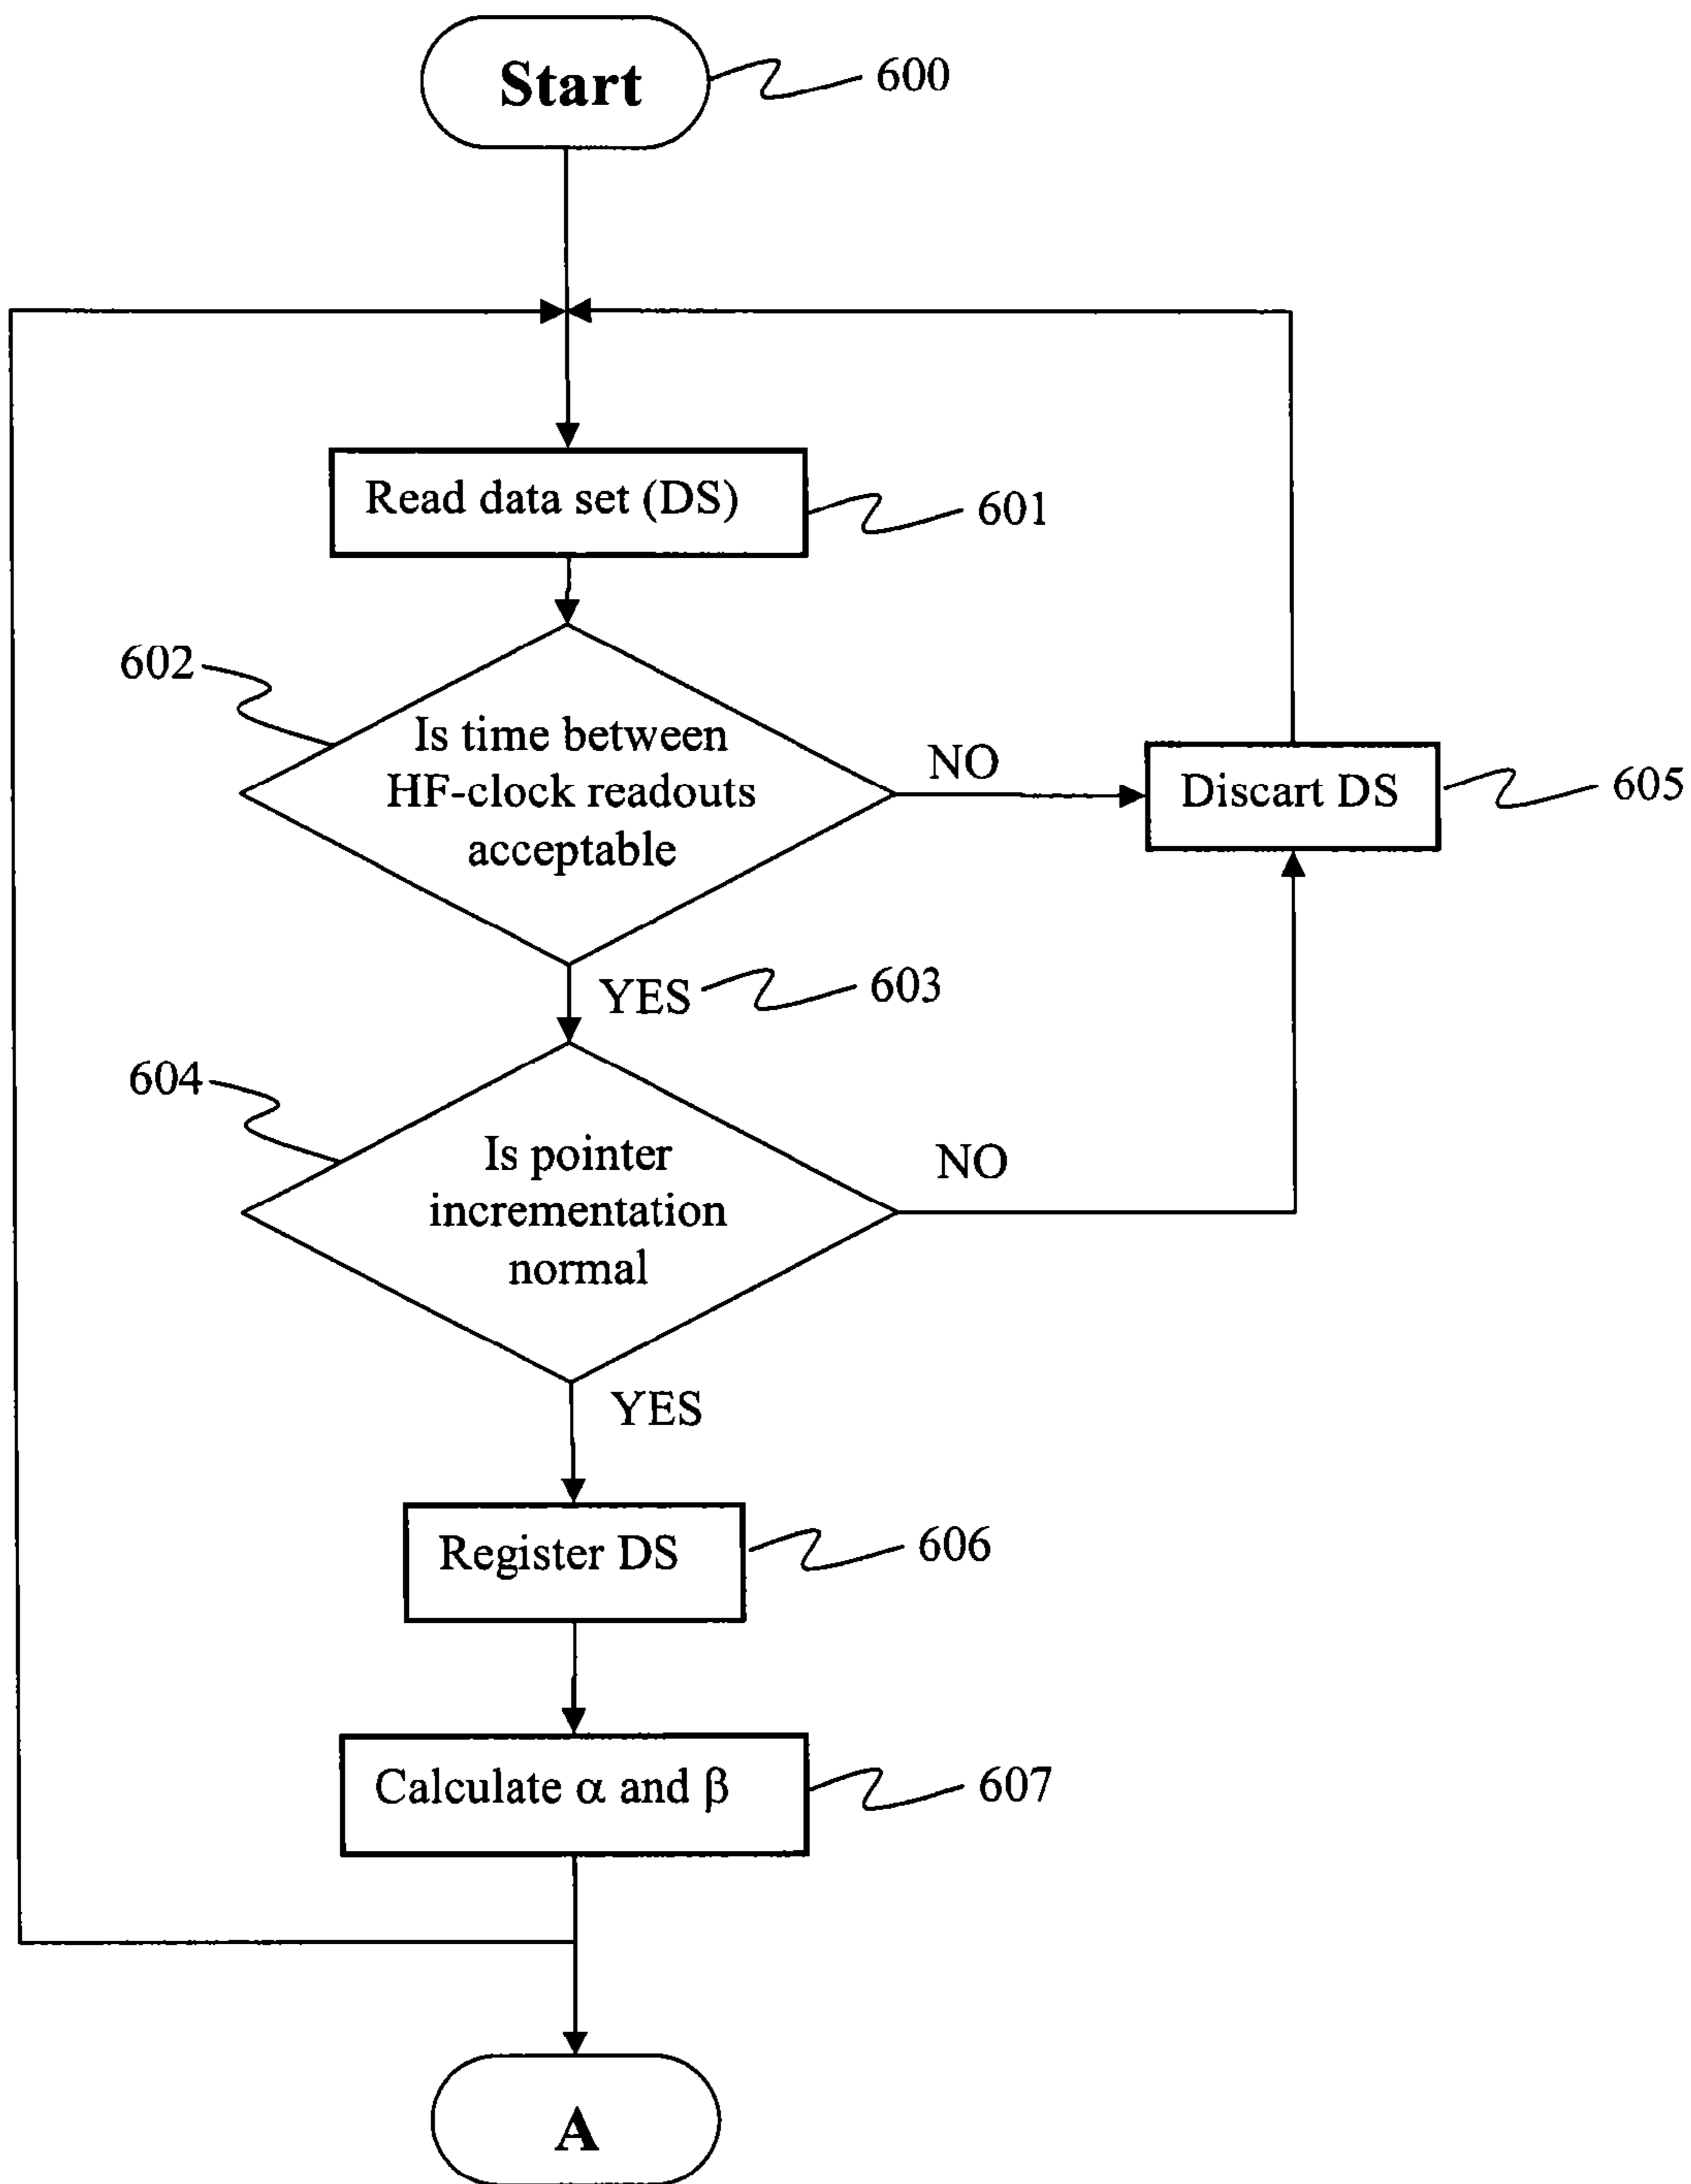 Start
600
Read data set (DS)
601
602
Is time between
HF-clock readouts
acceptable
NO
Discart DS
605
YES
603
604
Is pointer
incrementation
normal
NO
YES
Register DS
606
Calculate α and β
607
A